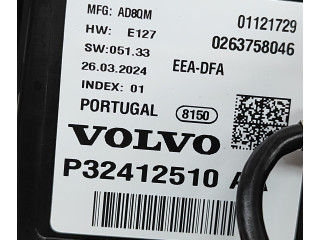 MFG: AD8QM 01121729
HW: E127 0263758046
SW:051.33
26.03.2024 EEA-DFA
INDEX: 01
PORTUGAL 8150
VOLVO
P32412510